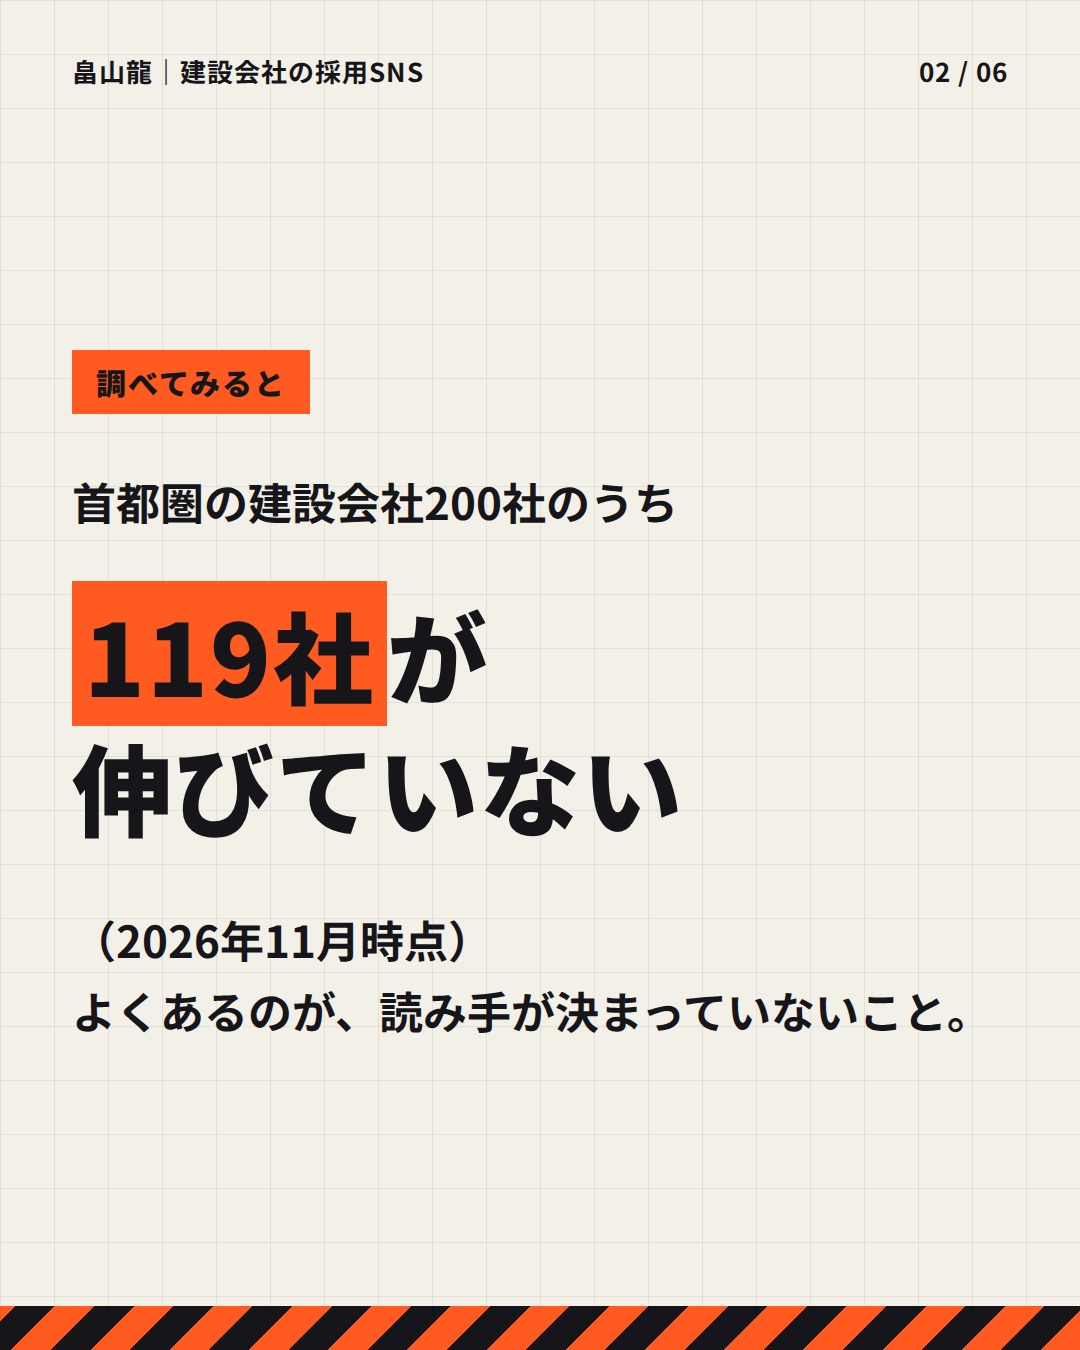 畠山龍｜建設会社の採用SNS
02 / 06
調べてみると
首都圏の建設会社200社のうち
119社が
伸びていない
（2026年11月時点）
よくあるのが、読み手が決まっていないこと。